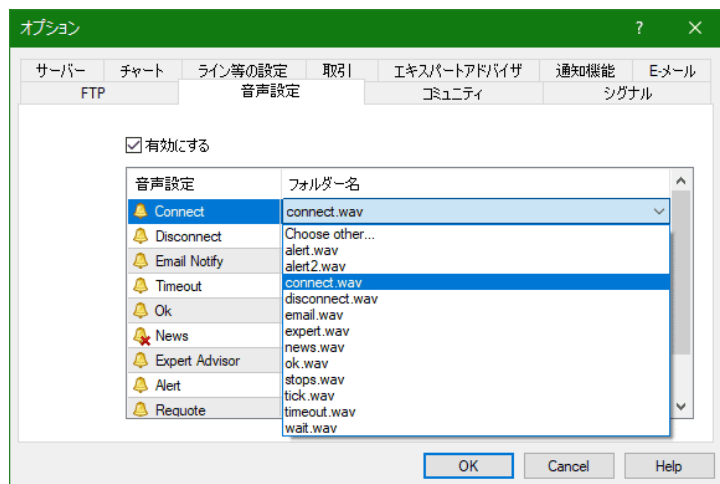 オプション
?
サーバー チャート ライン等の設定 取引 エキスパートアドバイザ 通知機能 E-メール
FTP 音声設定 コミュニティ シグナル
有効にする
音声設定 フォルダー名
Connect connect.wav
Disconnect
Email Notify
Timeout
Ok
News
Expert Advisor
Alert
Requote
Choose other...
alert.wav
alert2.wav
connect.wav
disconnect.wav
email.wav
expert.wav
news.wav
ok.wav
stops.wav
tick.wav
timeout.wav
wait.wav
OK Cancel Help